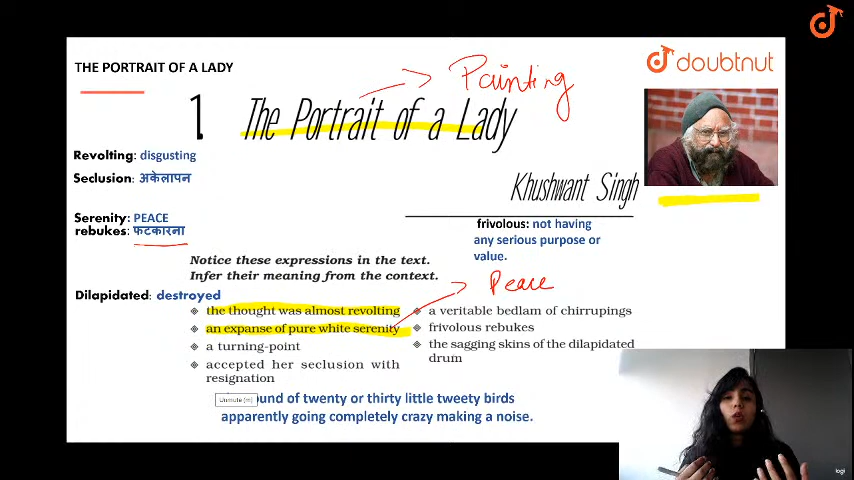 THE PORTRAIT OF A LADY
doubtnut
Painting
1. The Portrait of a Lady
Revolting: disgusting
Seclusion: अकेलापन
Khushwant Singh
Serenity: PEACE
rebukes: फटकारना
frivolous: not having
any serious purpose or
value.
Notice these expressions in the text.
Infer their meaning from the context.
Peace
Dilapidated: destroyed
the thought was almost revolting
an expanse of pure white serenity
a turning-point
accepted her seclusion with
resignation
a veritable bedlam of chirrupings
frivolous rebukes
the sagging skins of the dilapidated
drum
Unmute (m)
ound of twenty or thirty little tweety birds
apparently going completely crazy making a noise.
logi